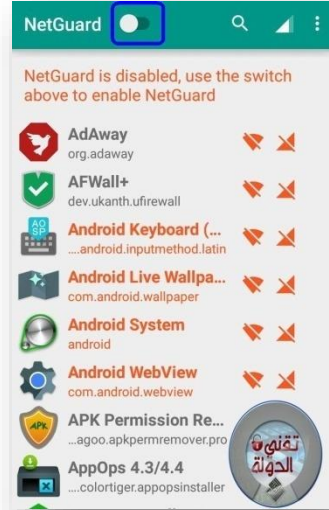 NetGuard
NetGuard is disabled, use the switch
above to enable NetGuard
AdAway
org.adaway
AFWall+
dev.ukanth.ufirewall
Android Keyboard (...
....android.inputmethod.latin
Android Live Wallpa...
com.android.wallpaper
Android System
android
Android WebView
com.android.webview
APK
APK Permission Re...
...agoo.apkpermremover.pro
AppOps 4.3/4.4
....colortiger.appopsinstaller
تقني
الدولة